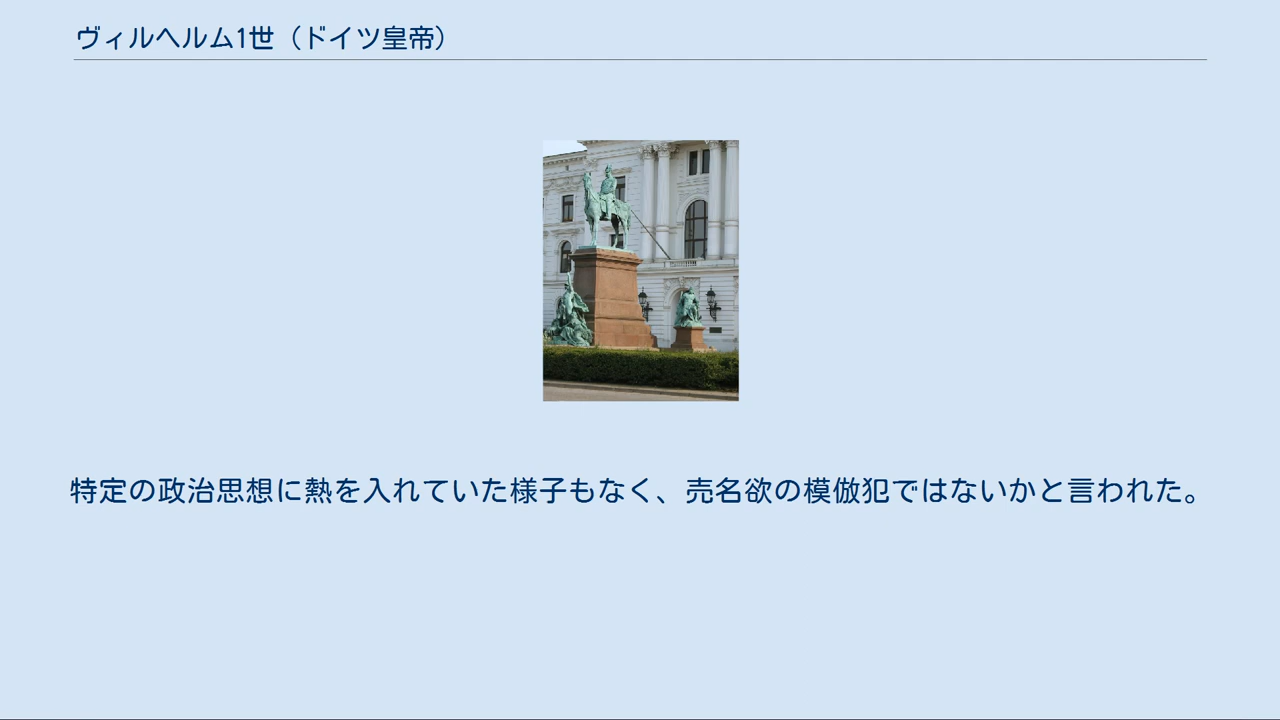 ヴィルヘルム1世（ドイツ皇帝）
特定の政治思想に熱を入れていた様子もなく、売名欲の模倣犯ではないかと言われた。